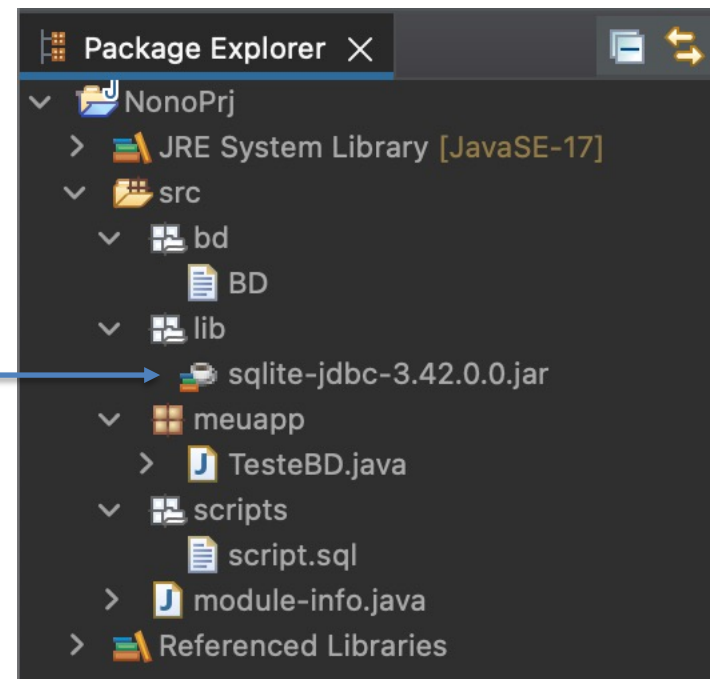 Package Explorer
NonoPrj
JRE System Library [JavaSE-17]
src
bd
BD
lib
sqlite-jdbc-3.42.0.0.jar
meuapp
TesteBD.java
scripts
script.sql
module-info.java
Referenced Libraries